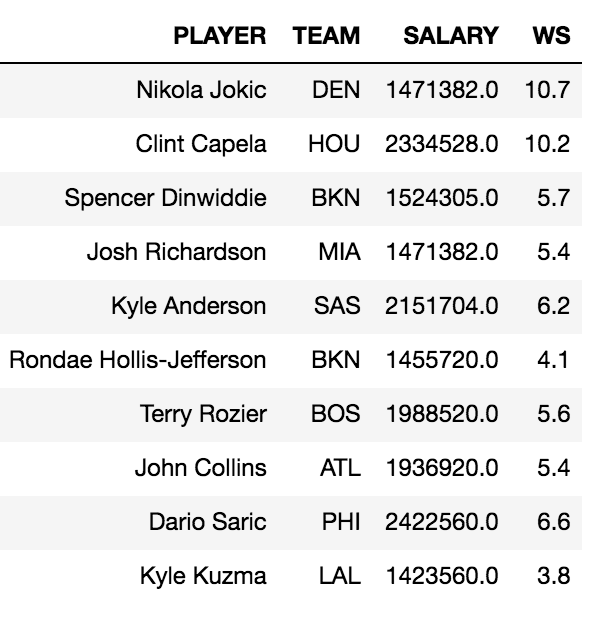 PLAYER TEAM SALARY WS
Nikola Jokic DEN 1471382.0 10.7
Clint Capela HOU 2334528.0 10.2
Spencer Dinwiddie BKN 1524305.0 5.7
Josh Richardson MIA 1471382.0 5.4
Kyle Anderson SAS 2151704.0 6.2
Rondae Hollis-Jefferson BKN 1455720.0 4.1
Terry Rozier BOS 1988520.0 5.6
John Collins ATL 1936920.0 5.4
Dario Saric PHI 2422560.0 6.6
Kyle Kuzma LAL 1423560.0 3.8